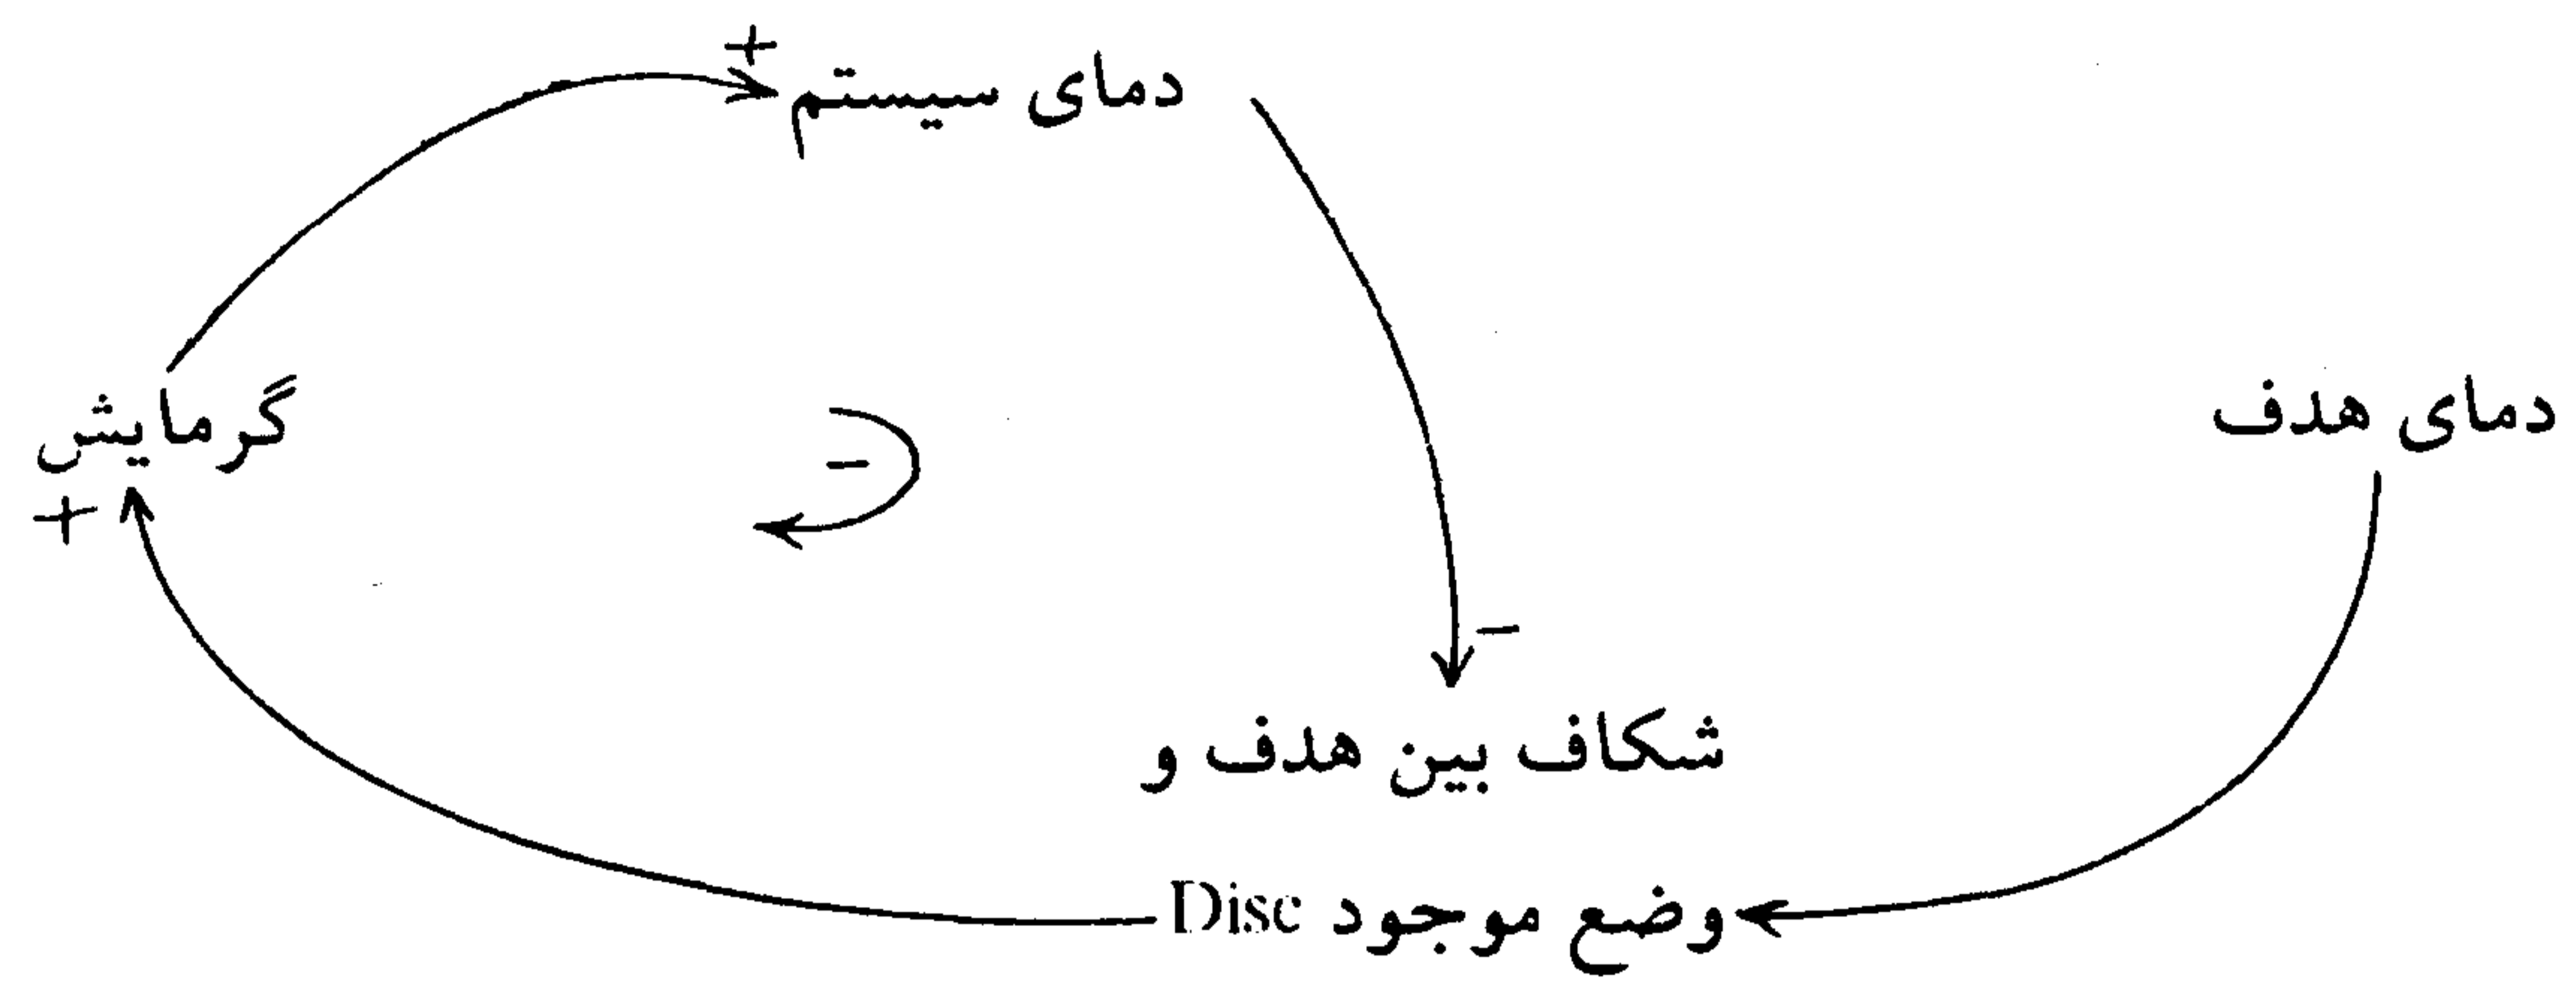 +
دمای سیستم
دمای هدف
گرمایش
-
+
-
شکاف بین هدف و
وضع موجود Disc